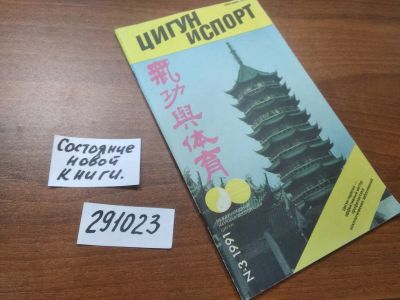 ЦИГУН
И СПОРТ
氣功與体育
№3 1991
Состояние
новой
книги.
291023